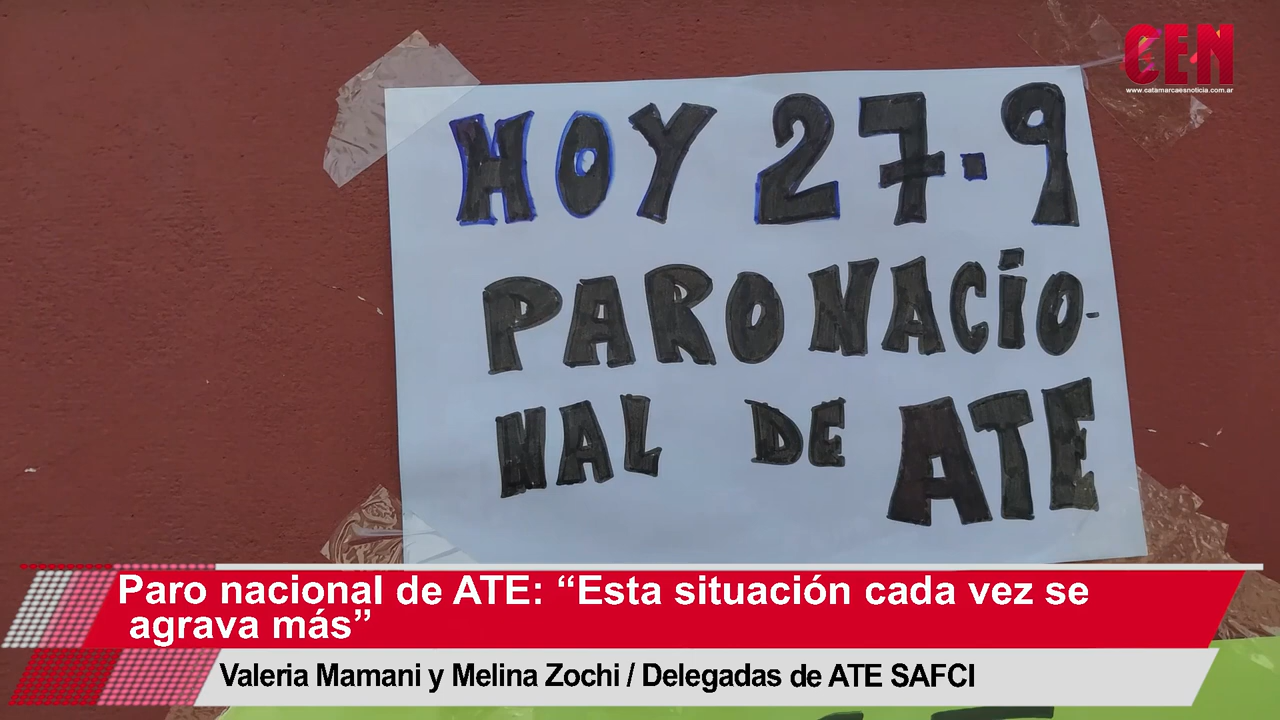 CEN
www.catamarcaesnoticia.com.ar
HOY 27.9
PARO NACIO-
NAL DE ATE
Paro nacional de ATE: “Esta situación cada vez se
agrava más”
Valeria Mamani y Melina Zochi / Delegadas de ATE SAFCI